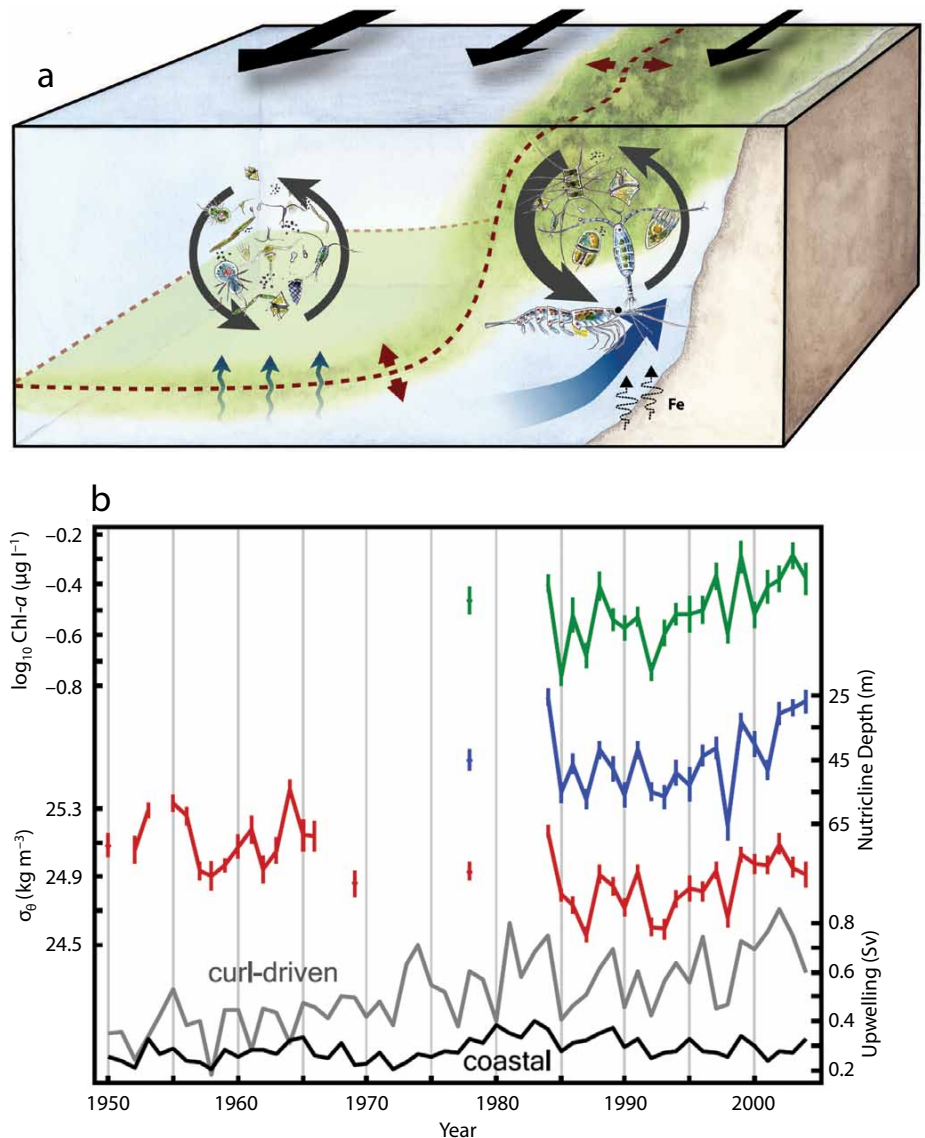 a
Fe
b
log₁₀ Chl-a (µg l⁻¹)
−0.2
−0.4
−0.6
−0.8
Nutricline Depth (m)
25
45
65
σθ (kg m⁻³)
25.3
24.9
24.5
Upwelling (Sv)
0.8
0.6
0.4
0.2
curl-driven
coastal
1950 1960 1970 1980 1990 2000
Year